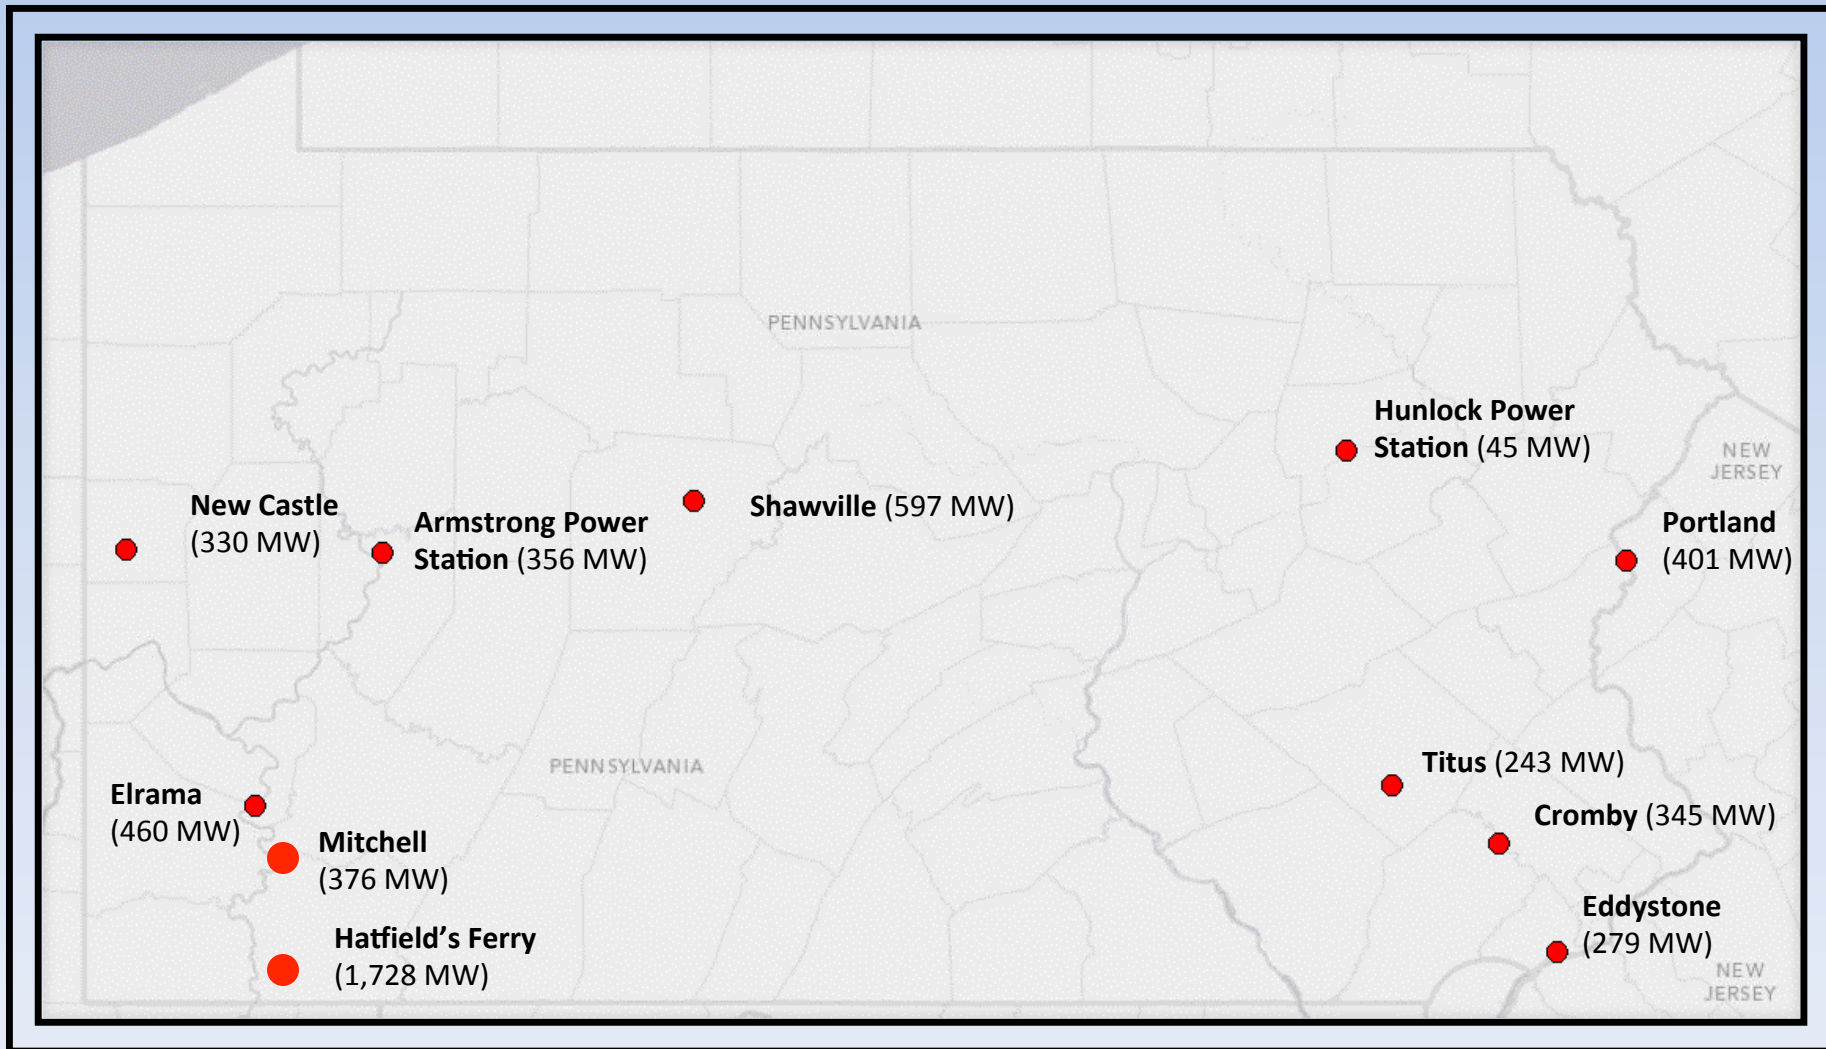 PENNSYLVANIA
Hunlock Power
Station (45 MW)
NEW
JERSEY
New Castle
(330 MW)
Armstrong Power
Station (356 MW)
Shawville (597 MW)
Portland
(401 MW)
PENNSYLVANIA
Titus (243 MW)
Elrama
(460 MW)
Cromby (345 MW)
Mitchell
(376 MW)
Eddystone
(279 MW)
Hatfield's Ferry
(1,728 MW)
NEW
JERSEY